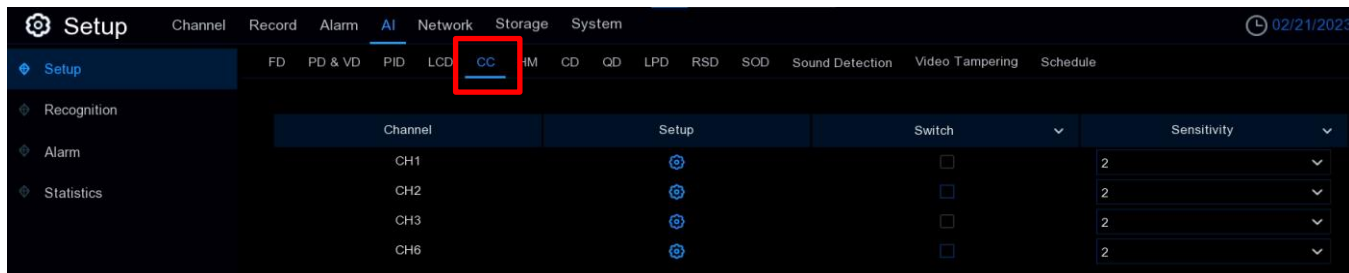 Setup Channel Record Alarm AI Network Storage System 02/21/2023
Setup FD PD & VD PID LCD CC HM CD QD LPD RSD SOD Sound Detection Video Tampering Schedule
Recognition
Channel Setup Switch Sensitivity
Alarm
CH1 2
Statistics
CH2 2
CH3 2
CH6 2